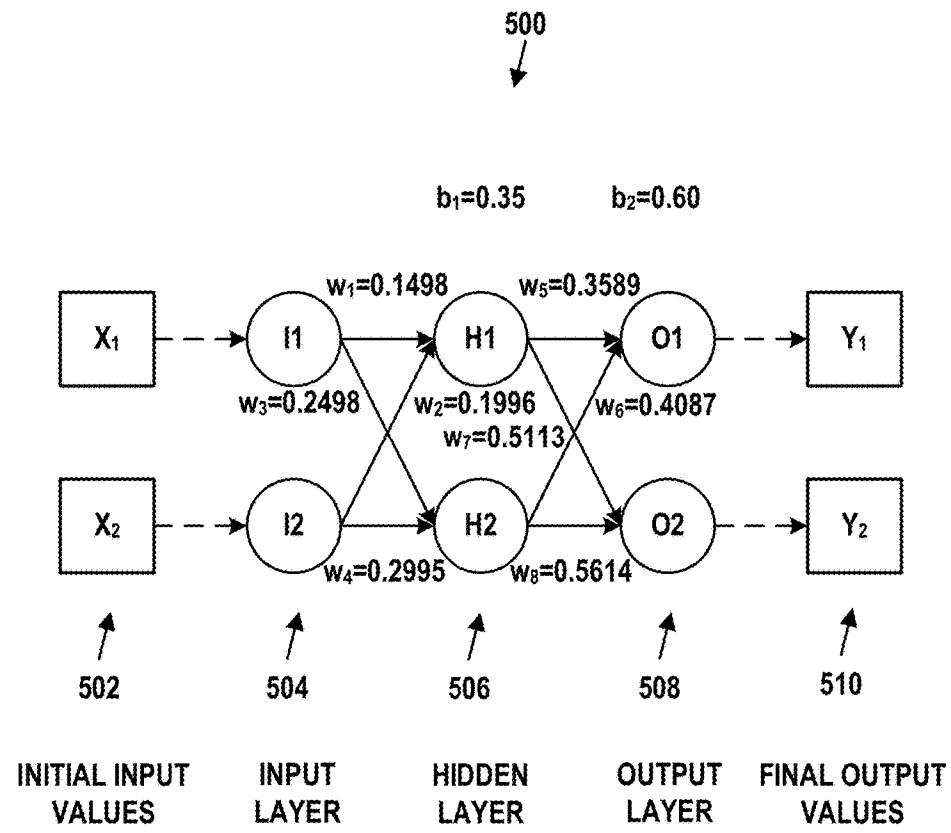 500
b₁=0.35 b₂=0.60
w₁=0.1498 w₅=0.3589
X₁ I1 H1 O1 Y₁
w₃=0.2498 w₂=0.1996 w₆=0.4087
w₇=0.5113
X₂ I2 H2 O2 Y₂
w₄=0.2995 w₈=0.5614
502 504 506 508 510
INITIAL INPUT INPUT HIDDEN OUTPUT FINAL OUTPUT
VALUES LAYER LAYER LAYER VALUES